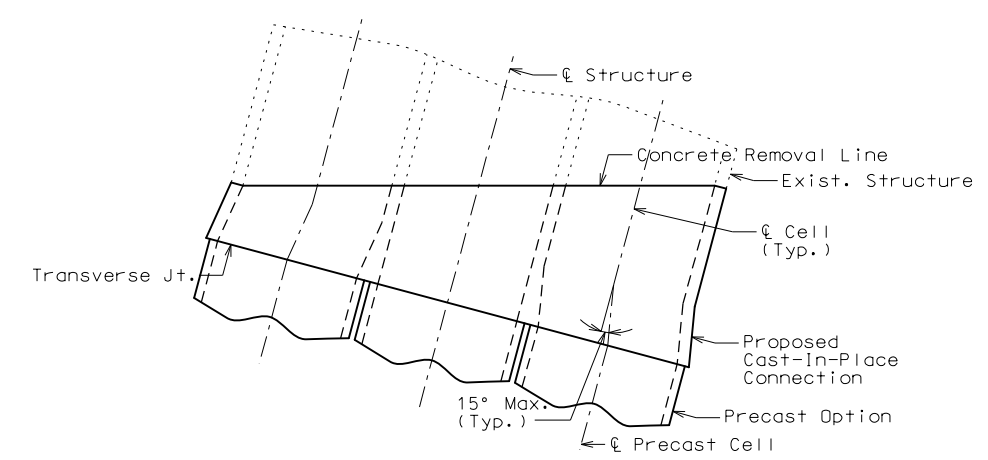 ℄ Structure
Concrete Removal Line
Exist. Structure
℄ Cell
(Typ.)
Transverse Jt.
Proposed
Cast-In-Place
Connection
15° Max.
(Typ.)
Precast Option
℄ Precast Cell